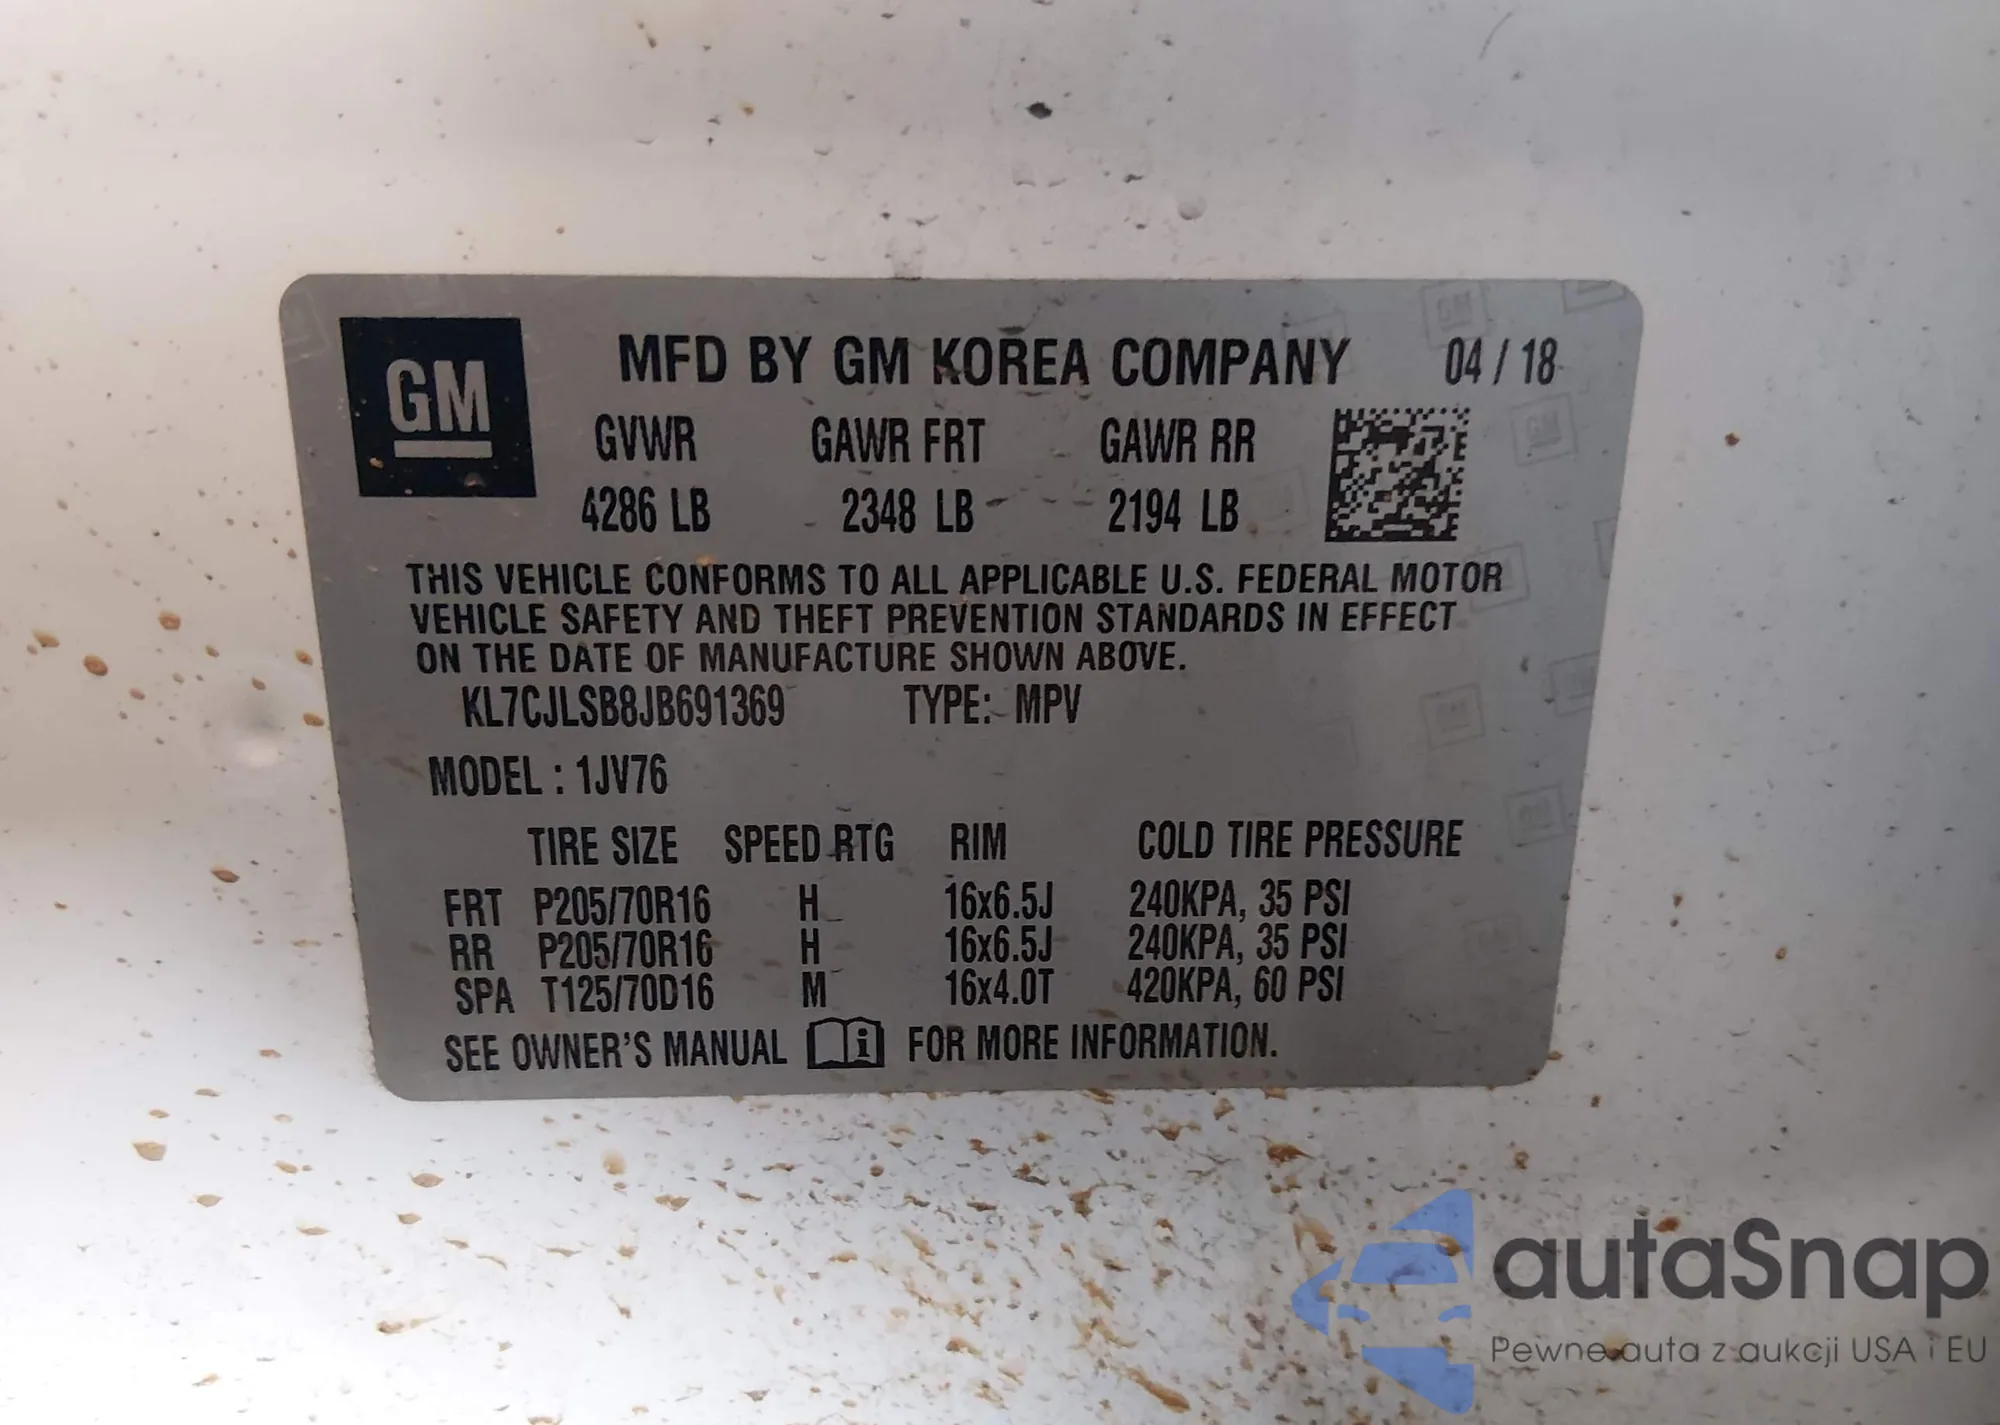 GM
MFD BY GM KOREA COMPANY 04 / 18
GVWR GAWR FRT GAWR RR
4286 LB 2348 LB 2194 LB
THIS VEHICLE CONFORMS TO ALL APPLICABLE U.S. FEDERAL MOTOR
VEHICLE SAFETY AND THEFT PREVENTION STANDARDS IN EFFECT
ON THE DATE OF MANUFACTURE SHOWN ABOVE.
KL7CJLSB8JB691369 TYPE: MPV
MODEL : 1JV76
TIRE SIZE SPEED RTG RIM COLD TIRE PRESSURE
FRT P205/70R16 H 16x6.5J 240KPA, 35 PSI
RR P205/70R16 H 16x6.5J 240KPA, 35 PSI
SPA T125/70D16 M 16x4.0T 420KPA, 60 PSI
SEE OWNER'S MANUAL i FOR MORE INFORMATION.
autaSnap
Pewne auta z aukcji USA i EU